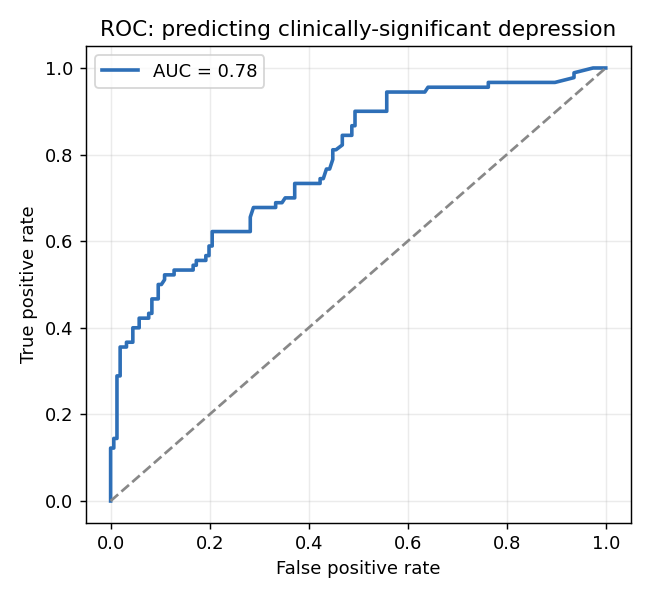 ROC: predicting clinically-significant depression
AUC = 0.78
1.0
0.8
0.6
0.4
0.2
0.0
True positive rate
0.0 0.2 0.4 0.6 0.8 1.0
False positive rate